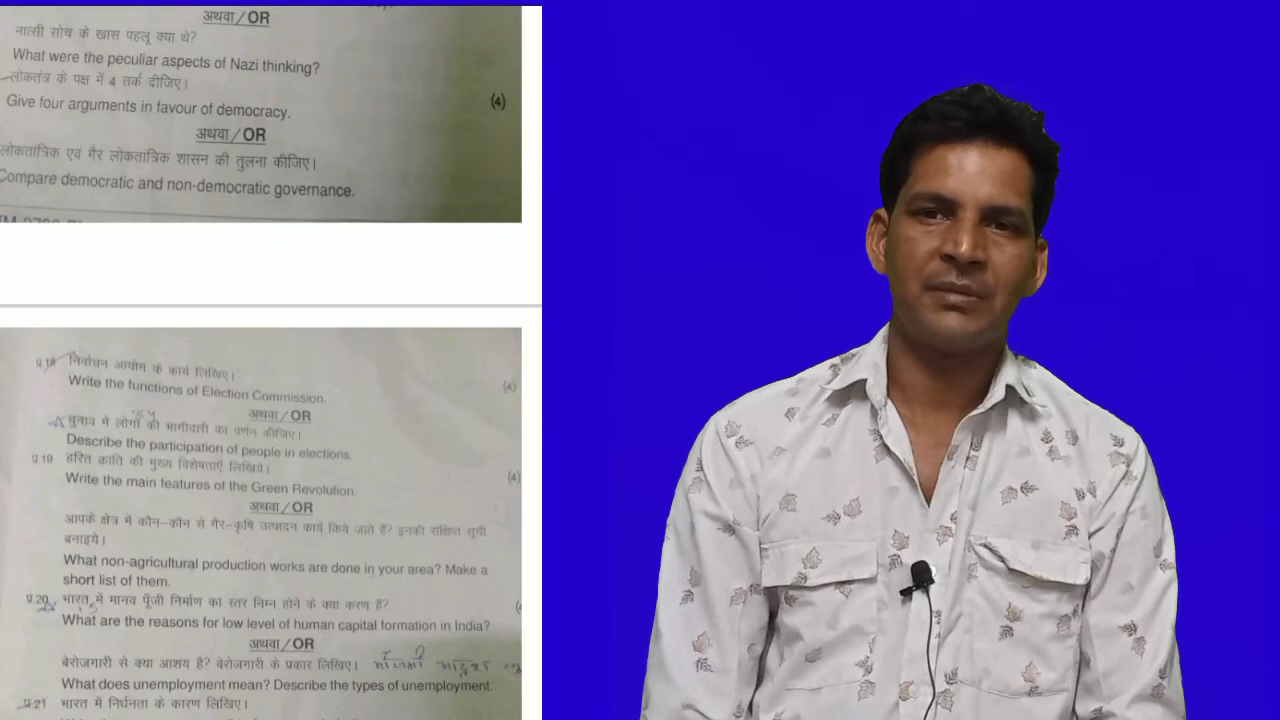 अथवा/OR
नात्सी सोच के खास पहलू क्या थे?
What were the peculiar aspects of Nazi thinking?
लोकतंत्र के पक्ष में 4 तर्क दीजिए।
Give four arguments in favour of democracy. (4)
अथवा/OR
लोकतांत्रिक एवं गैर लोकतांत्रिक शासन की तुलना कीजिए।
Compare democratic and non-democratic governance.
प्र.18 निर्वाचन आयोग के कार्य लिखिए।
Write the functions of Election Commission. (4)
अथवा/OR
चुनाव में लोगों की भागीदारी का वर्णन कीजिए।
Describe the participation of people in elections.
प्र.19 हरित क्रांति की मुख्य विशेषताएँ लिखिये।
Write the main features of the Green Revolution. (4)
अथवा/OR
आपके क्षेत्र में कौन-कौन से गैर-कृषि उत्पादन कार्य किये जाते है? इनकी संक्षिप्त सूची
बनाइये।
What non-agricultural production works are done in your area? Make a
short list of them.
प्र.20 भारत में मानव पूँजी निर्माण का स्तर निम्न होने के क्या करण है?
What are the reasons for low level of human capital formation in India?
अथवा/OR
बेरोजगारी से क्या आशय है? बेरोजगारी के प्रकार लिखिए।
What does unemployment mean? Describe the types of unemployment.
प्र.21 भारत में निर्धनता के कारण लिखिए।